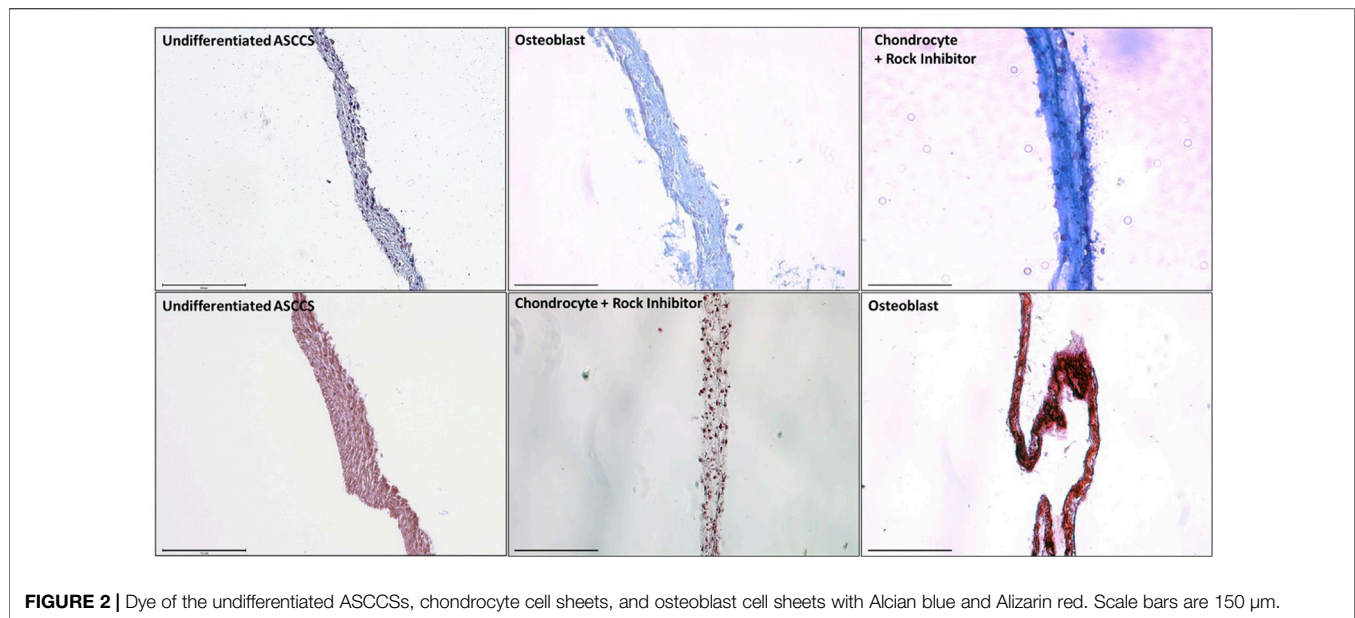 Undifferentiated ASCCS
Osteoblast
Chondrocyte
+ Rock Inhibitor
Undifferentiated ASCCS
Chondrocyte + Rock Inhibitor
Osteoblast
FIGURE 2 | Dye of the undifferentiated ASCCSs, chondrocyte cell sheets, and osteoblast cell sheets with Alcian blue and Alizarin red. Scale bars are 150 μm.